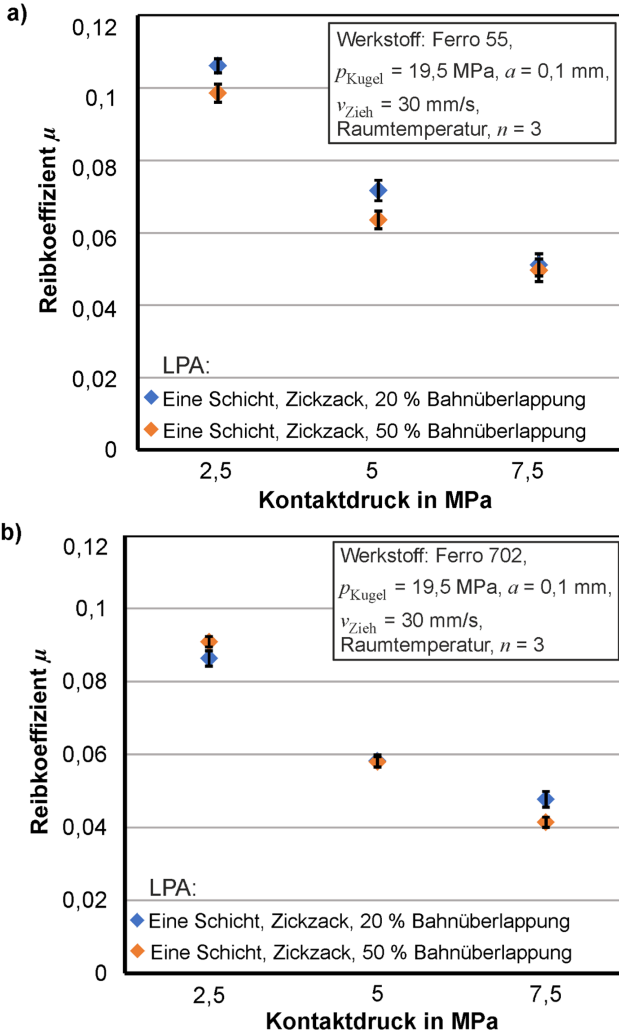 a)
0,12
0,1
0,08
0,06
0,04
0,02
0
Reibkoeffizient μ
Werkstoff: Ferro 55,
pKugel = 19,5 MPa, a = 0,1 mm,
vZieh = 30 mm/s,
Raumtemperatur, n = 3
LPA:
Eine Schicht, Zickzack, 20 % Bahnüberlappung
Eine Schicht, Zickzack, 50 % Bahnüberlappung
2,5 5 7,5
Kontaktdruck in MPa
b)
0,12
0,1
0,08
0,06
0,04
0,02
0
Reibkoeffizient μ
Werkstoff: Ferro 702,
pKugel = 19,5 MPa, a = 0,1 mm,
vZieh = 30 mm/s,
Raumtemperatur, n = 3
LPA:
Eine Schicht, Zickzack, 20 % Bahnüberlappung
Eine Schicht, Zickzack, 50 % Bahnüberlappung
2,5 5 7,5
Kontaktdruck in MPa